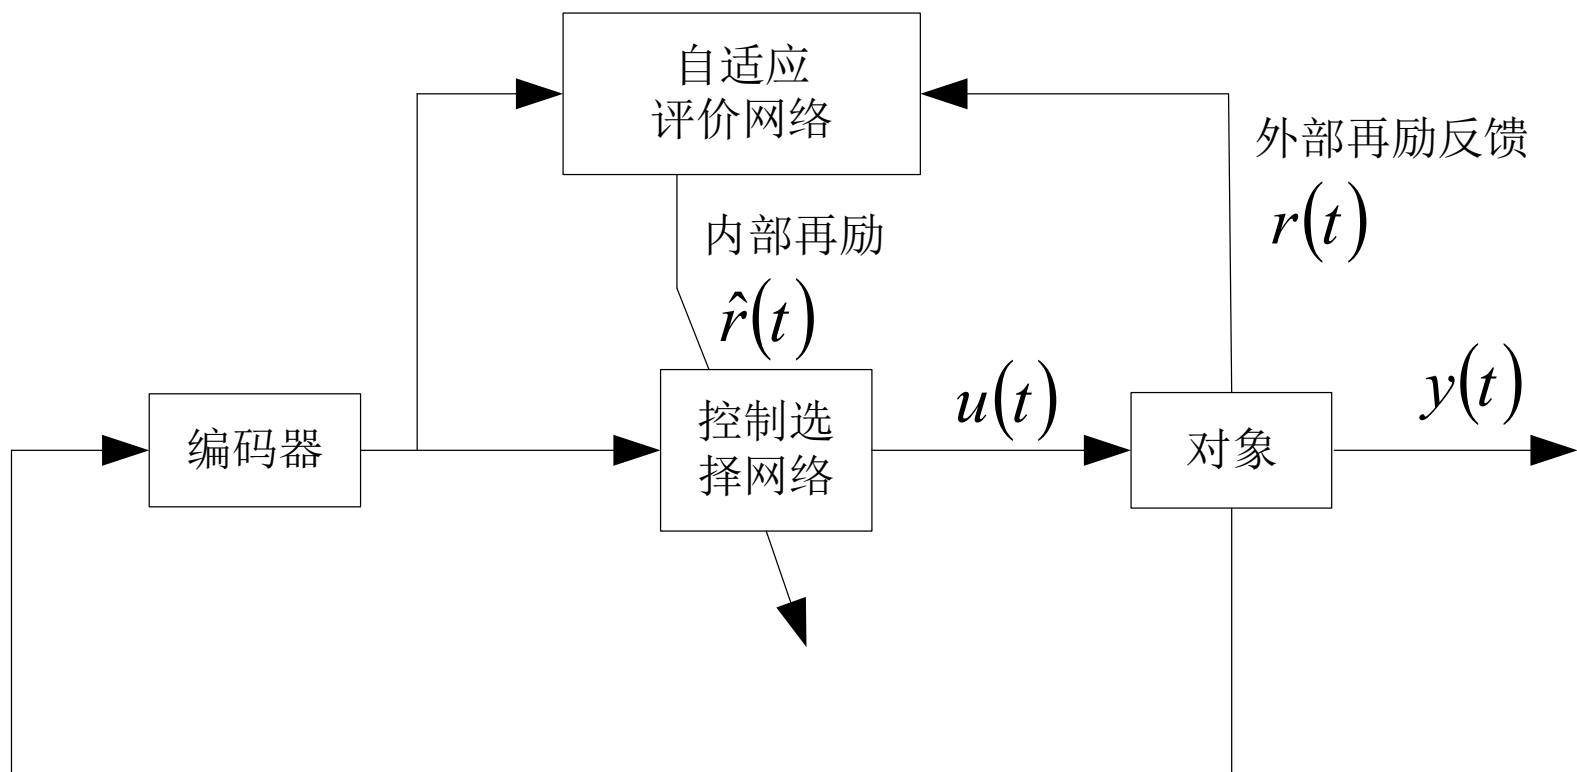 自适应
评价网络
外部再励反馈
r(t)
内部再励
r̂(t)
编码器
控制选
择网络
u(t)
对象
y(t)